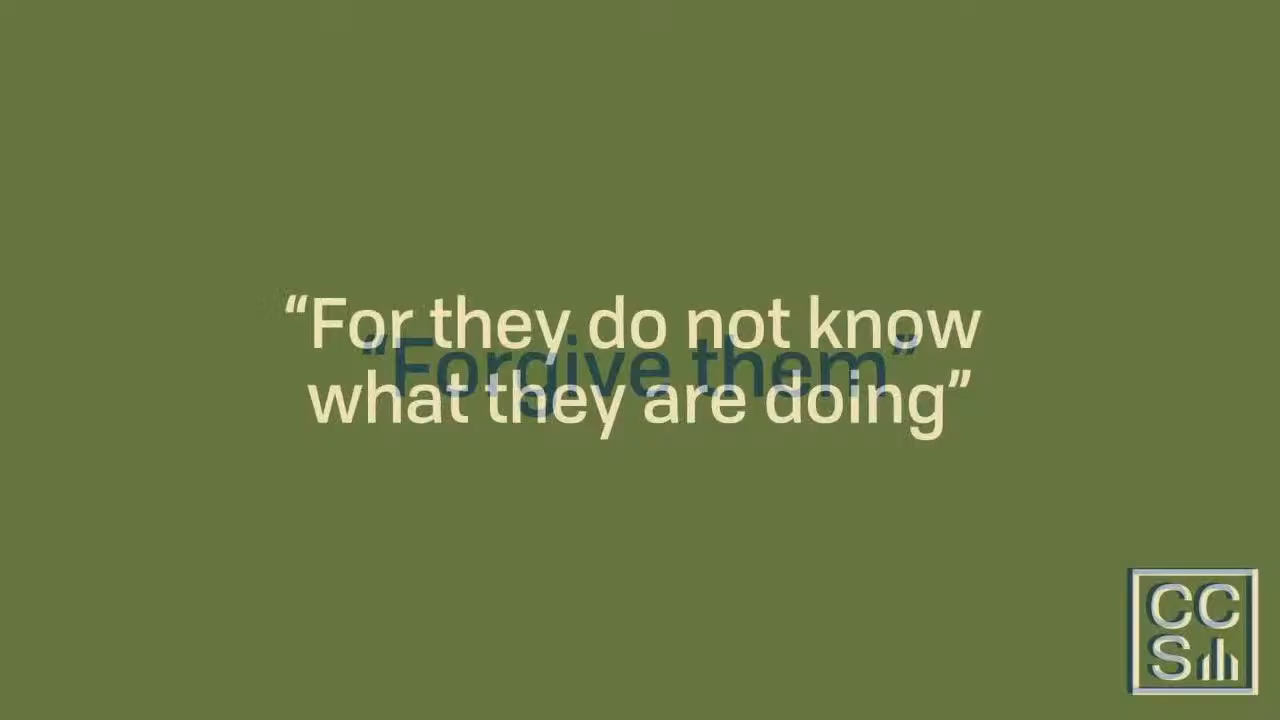 “For they do not know
“Forgive them”
what they are doing”
CC
S